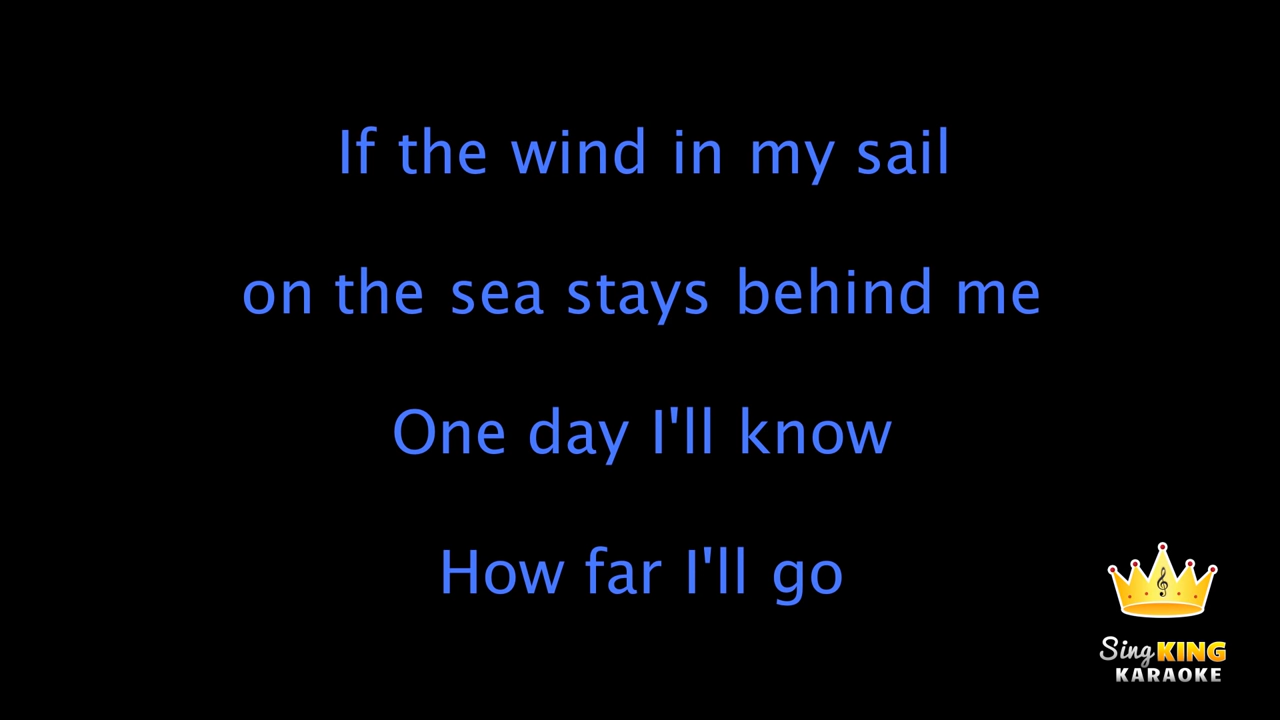 If the wind in my sail
on the sea stays behind me
One day I'll know
How far I'll go
Sing KING
KARAOKE